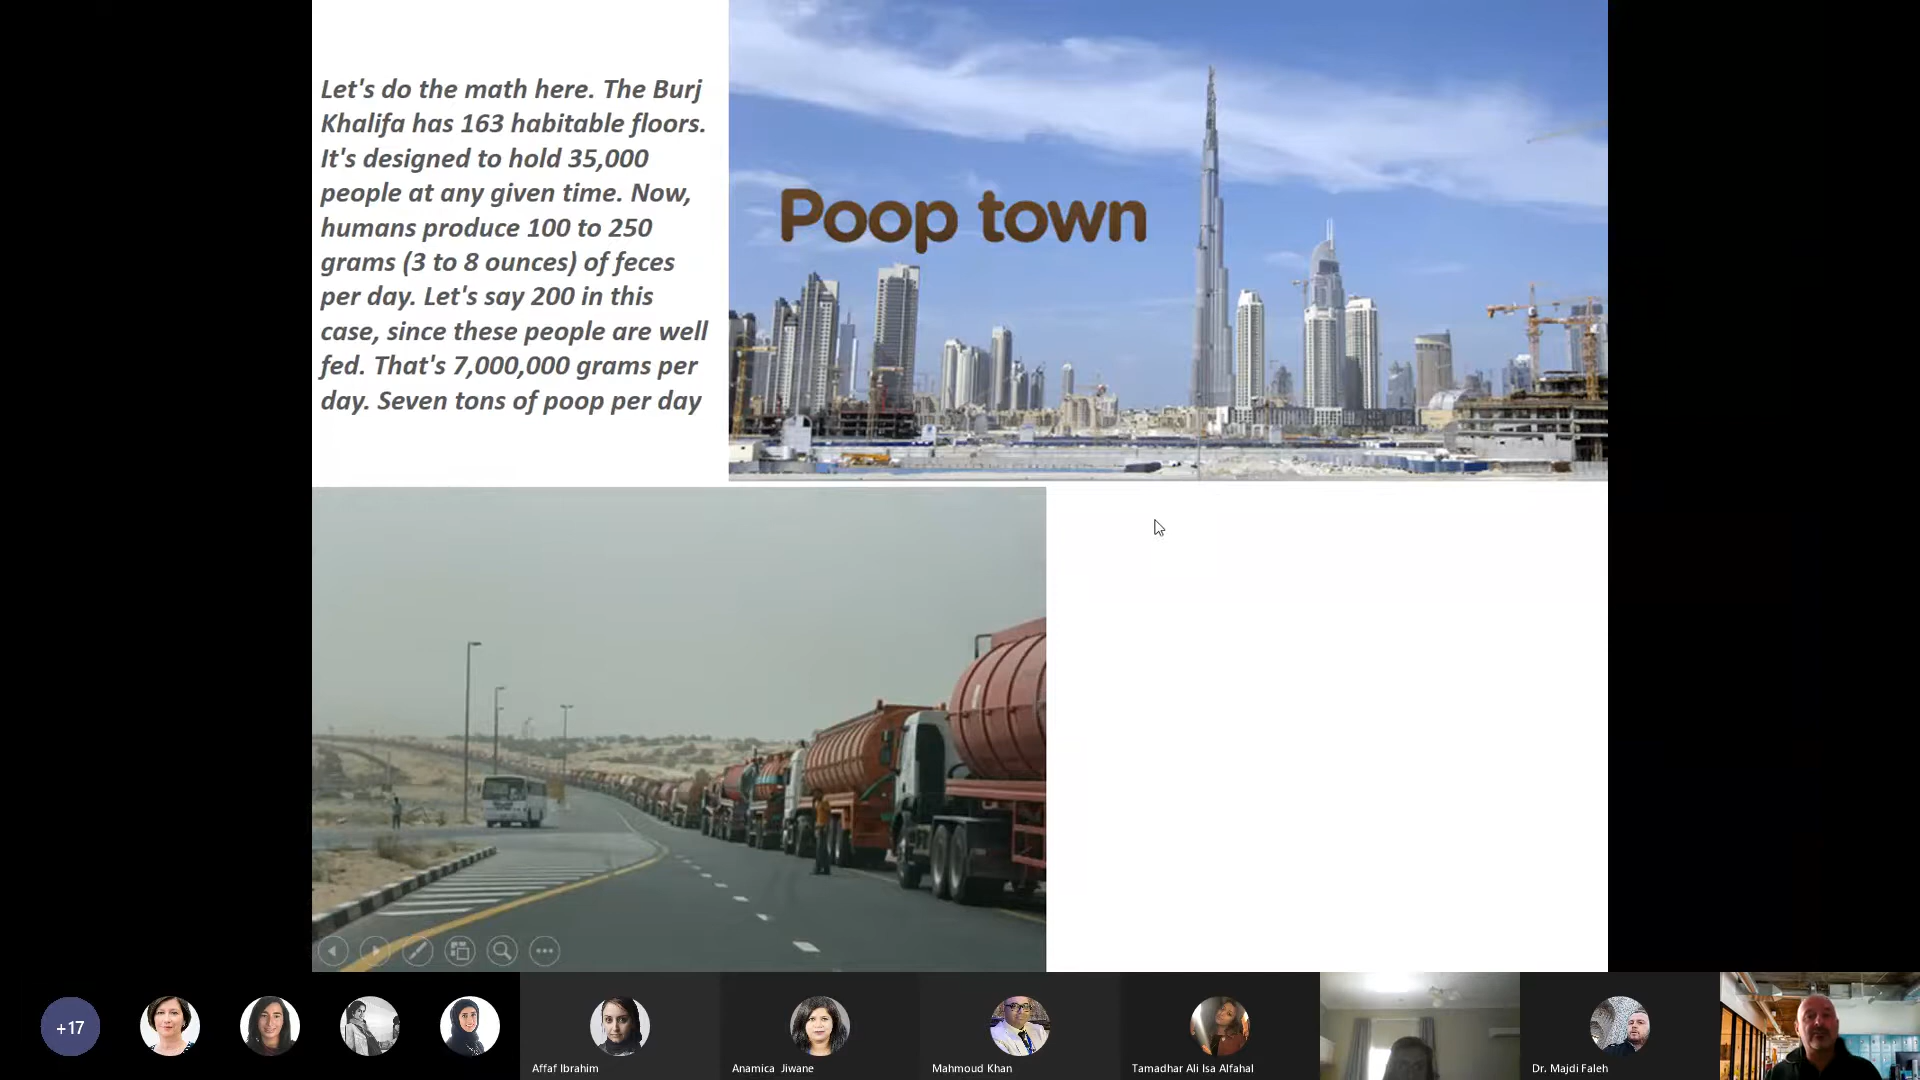 Let's do the math here. The Burj
Khalifa has 163 habitable floors.
It's designed to hold 35,000
people at any given time. Now,
humans produce 100 to 250
grams (3 to 8 ounces) of feces
per day. Let's say 200 in this
case, since these people are well
fed. That's 7,000,000 grams per
day. Seven tons of poop per day
Poop town
+17
Affaf Ibrahim
Anamica Jiwane
Mahmoud Khan
Tamadhar Ali Isa Alfahal
Dr. Majdi Faleh